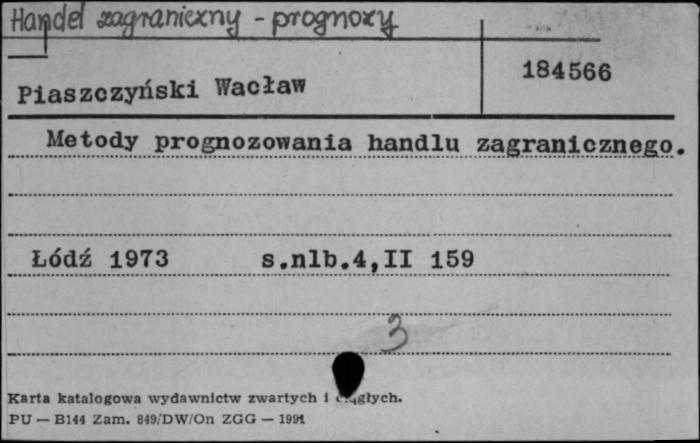 Handel zagraniczny - prognozy
184566
Piaszczyński Wacław
Metody prognozowania handlu zagranicznego.
Łódź 1973 s.nlb.4,II 159
3
Karta katalogowa wydawnictw zwartych i ciągłych.
PU — B144 Zam. 849/DW/On ZGG — 1991